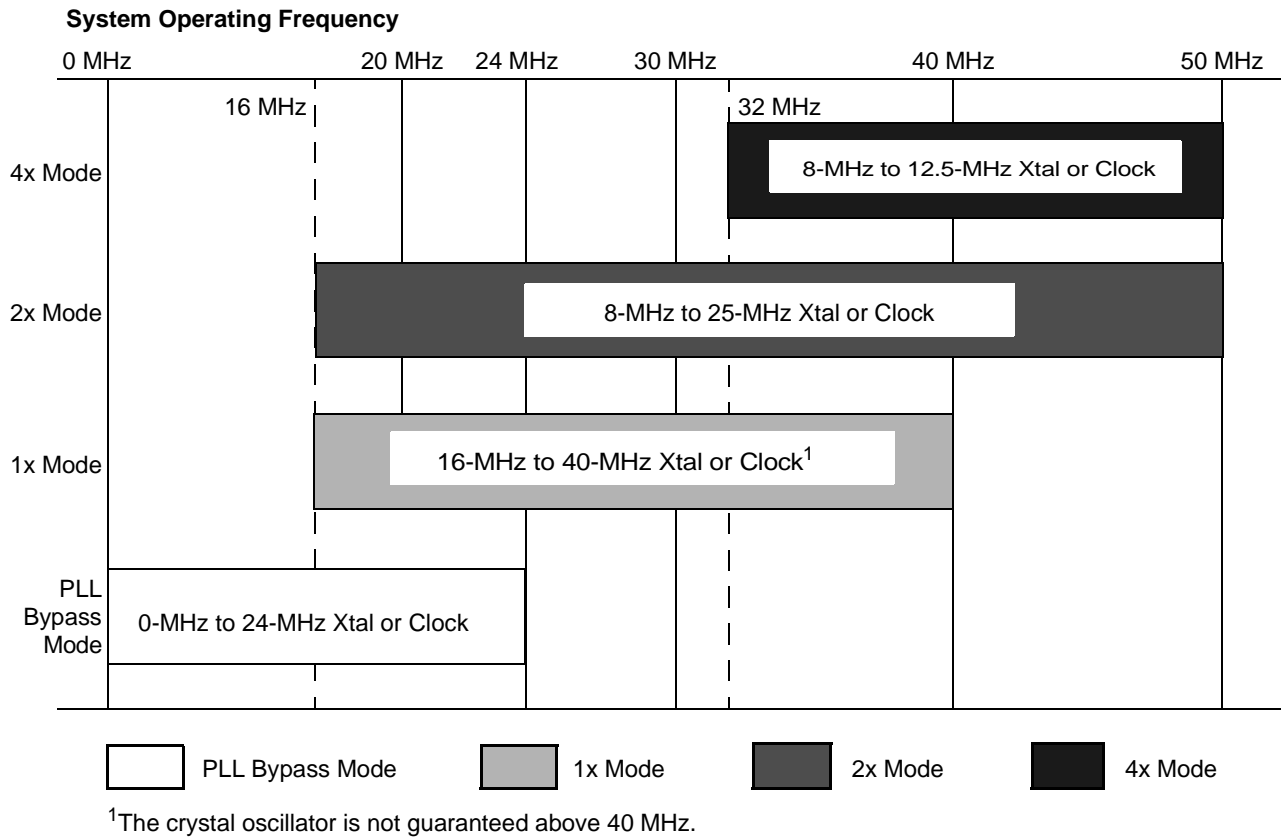 System Operating Frequency
0 MHz 20 MHz 24 MHz 30 MHz 40 MHz 50 MHz
16 MHz 32 MHz
4x Mode 8-MHz to 12.5-MHz Xtal or Clock
2x Mode 8-MHz to 25-MHz Xtal or Clock
1x Mode 16-MHz to 40-MHz Xtal or Clock¹
PLL
Bypass
Mode
0-MHz to 24-MHz Xtal or Clock
PLL Bypass Mode 1x Mode 2x Mode 4x Mode
¹The crystal oscillator is not guaranteed above 40 MHz.